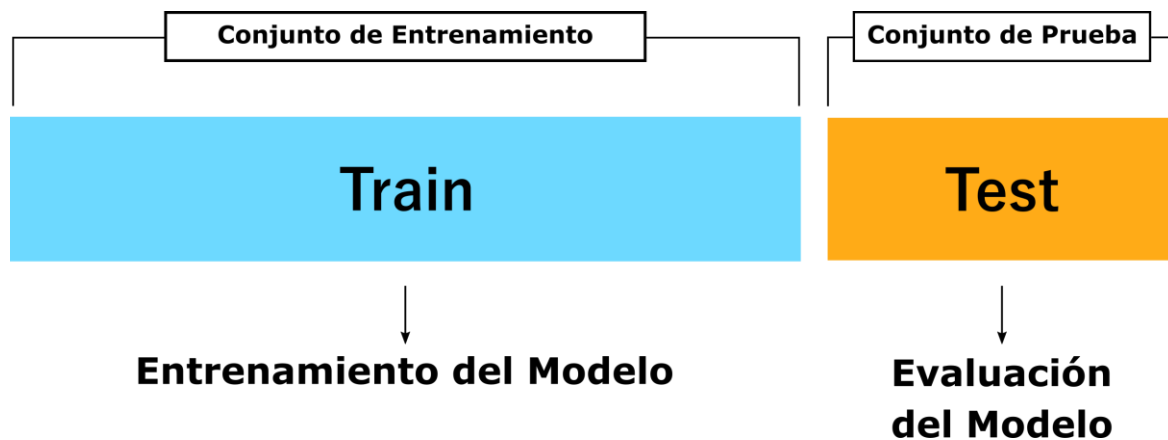 Conjunto de Entrenamiento
Conjunto de Prueba
Train
Test
Entrenamiento del Modelo
Evaluación
del Modelo